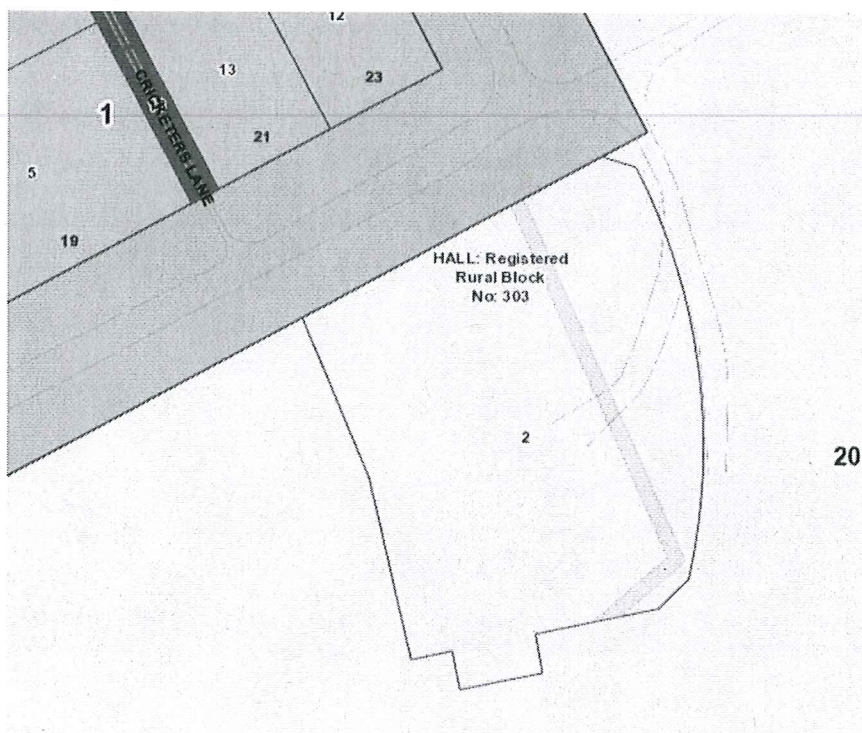 12
13
23
CRICKETERS LANE
1
21
5
19
HALL: Registered
Rural Block
No: 303
2
20